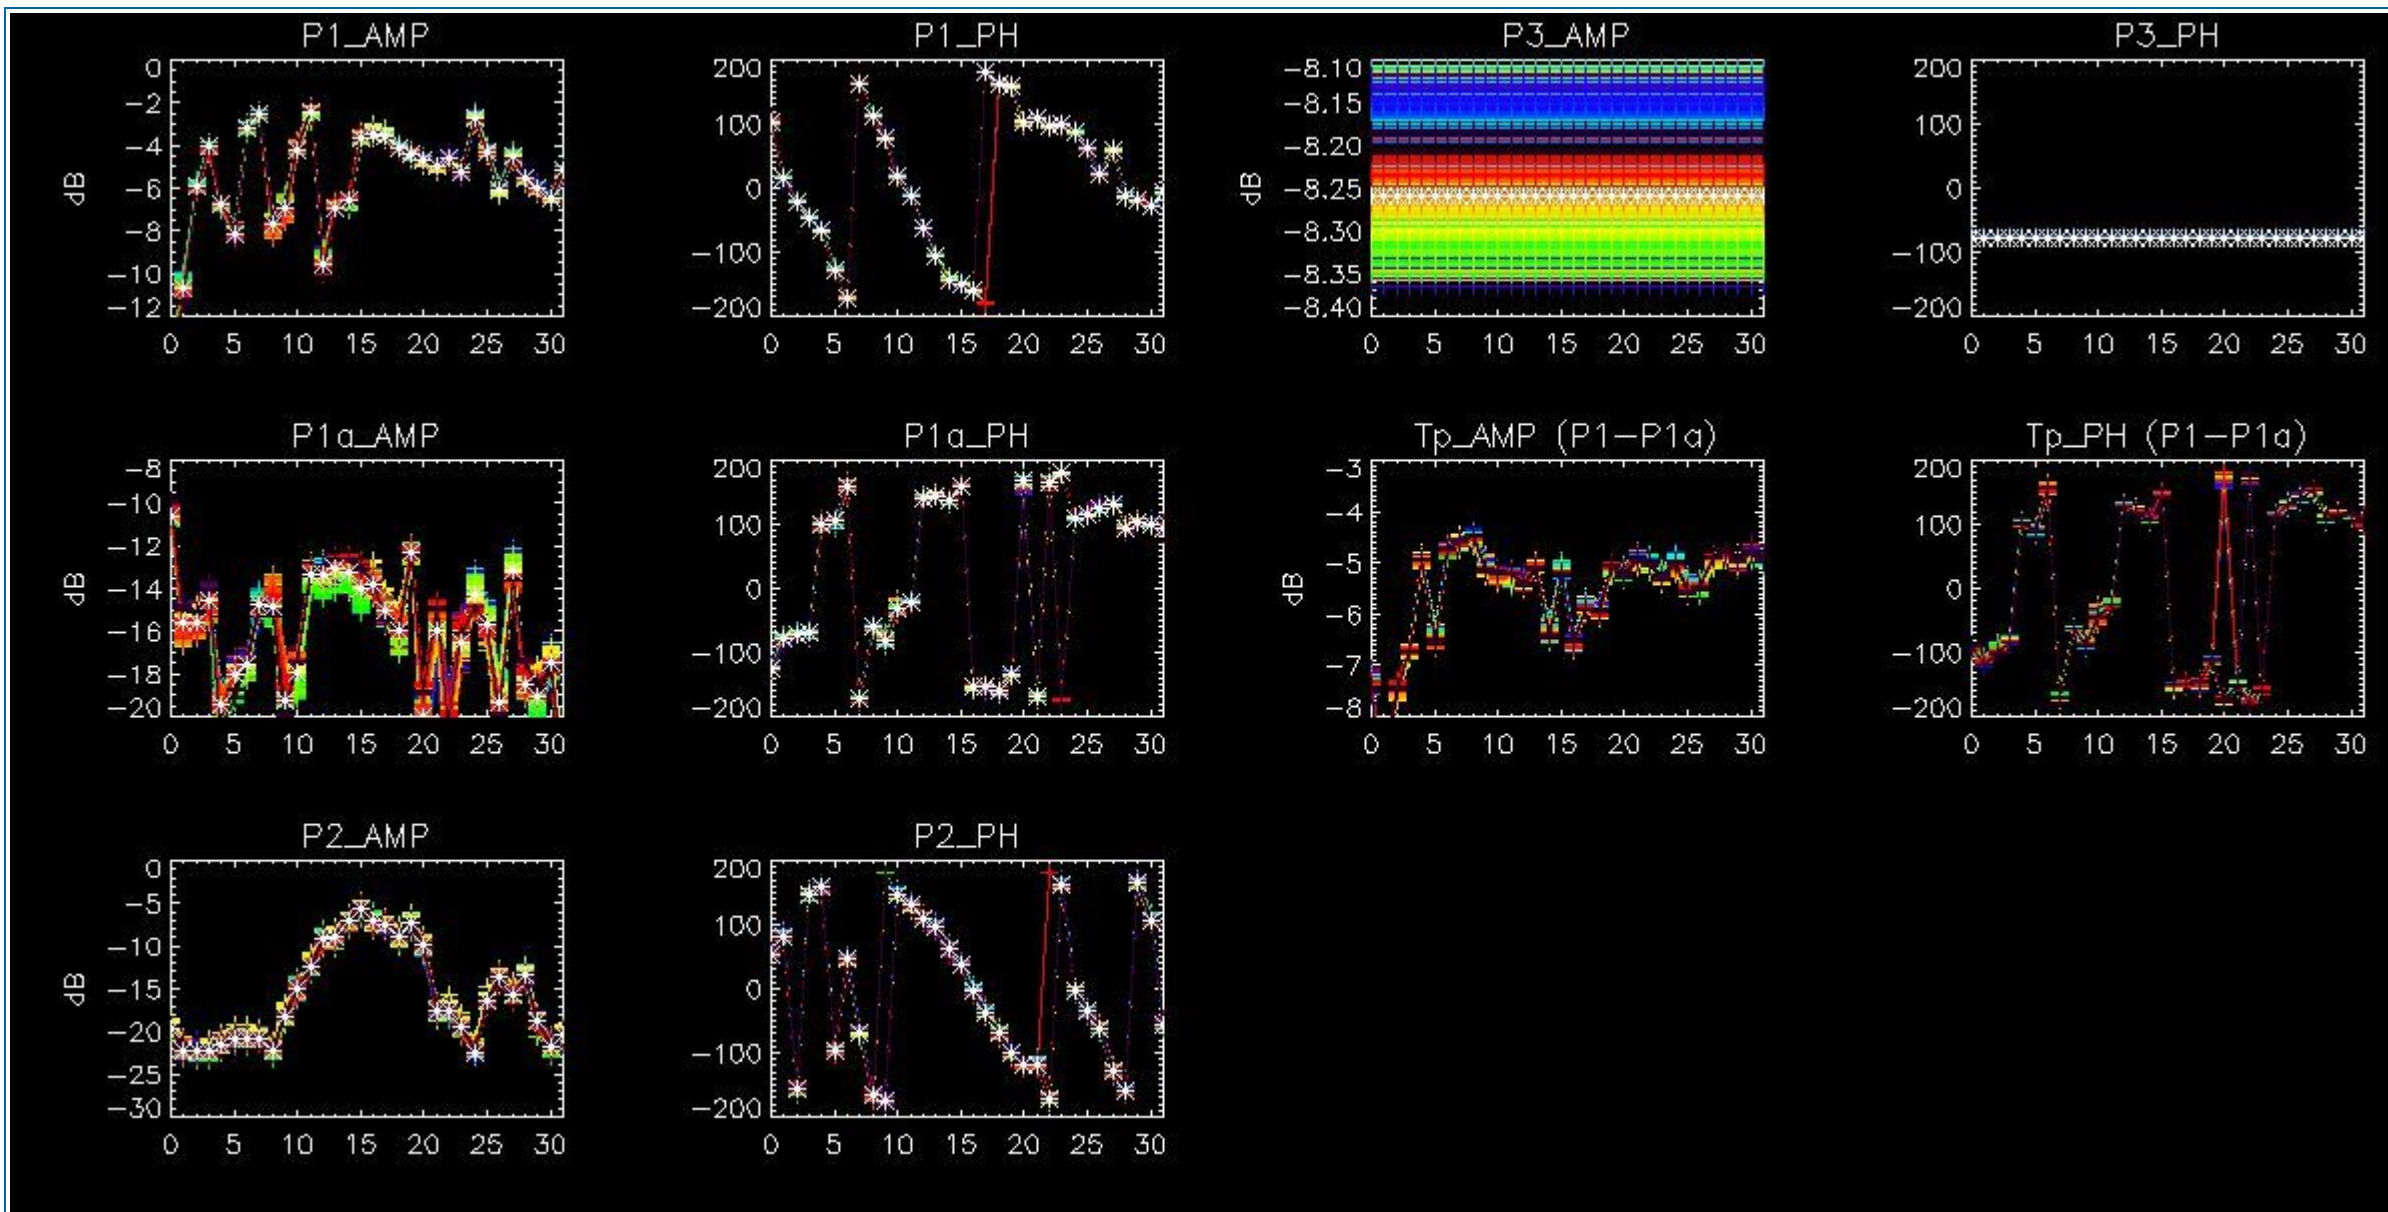 P1_AMP
P1_PH
P3_AMP
P3_PH
0
−2
−4
−6
−8
−10
−12
dB
0 5 10 15 20 25 30
200
100
0
−100
−200
0 5 10 15 20 25 30
−8.10
−8.15
−8.20
−8.25
−8.30
−8.35
−8.40
dB
0 5 10 15 20 25 30
200
100
0
−100
−200
0 5 10 15 20 25 30
P1a_AMP
P1a_PH
Tp_AMP (P1−P1a)
Tp_PH (P1−P1a)
−8
−10
−12
−14
−16
−18
−20
dB
0 5 10 15 20 25 30
200
100
0
−100
−200
0 5 10 15 20 25 30
−3
−4
−5
−6
−7
−8
dB
0 5 10 15 20 25 30
200
100
0
−100
−200
0 5 10 15 20 25 30
P2_AMP
P2_PH
0
−5
−10
−15
−20
−25
−30
dB
0 5 10 15 20 25 30
200
100
0
−100
−200
0 5 10 15 20 25 30